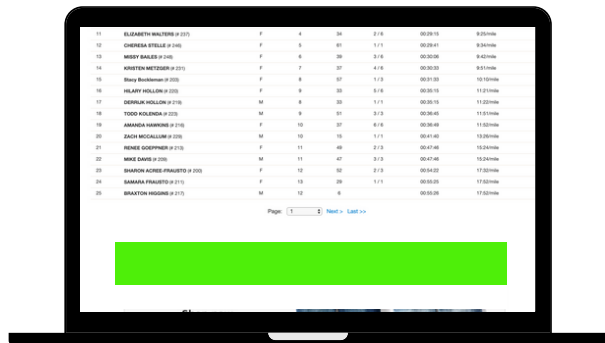 11 ELIZABETH WALTERS (# 237) F 4 34 2 / 6 00:29:15 9:25/mile
12 CHERESA STELLE (# 246) F 5 61 1 / 1 00:29:41 9:34/mile
13 MISSY BAILES (# 248) F 6 39 3 / 6 00:30:06 9:42/mile
14 KRISTEN METZGER (# 231) F 7 37 4 / 6 00:30:33 9:51/mile
15 Stacy Bockleman (# 203) F 8 57 1 / 3 00:31:33 10:10/mile
16 HILARY HOLLON (# 220) F 9 33 5 / 6 00:35:15 11:21/mile
17 DERRIJK HOLLON (# 219) M 8 33 1 / 1 00:35:15 11:22/mile
18 TODD KOLENDA (# 223) M 9 51 3 / 3 00:36:45 11:51/mile
19 AMANDA HAWKINS (# 218) F 10 37 6 / 6 00:36:49 11:52/mile
20 ZACH MCCALLUM (# 229) M 10 15 1 / 1 00:41:40 13:26/mile
21 RENEE GOEPPNER (# 213) F 11 49 2 / 3 00:47:46 15:24/mile
22 MIKE DAVIS (# 209) M 11 47 3 / 3 00:47:46 15:24/mile
23 SHARON ACREE-FRAUSTO (# 200) F 12 52 2 / 3 00:54:22 17:32/mile
24 SAMARA FRAUSTO (# 211) F 13 26 1 / 1 00:55:25 17:52/mile
25 BRAXTON HIGGINS (# 217) M 12 6 00:55:26 17:52/mile
Page: 1 Next > Last >>